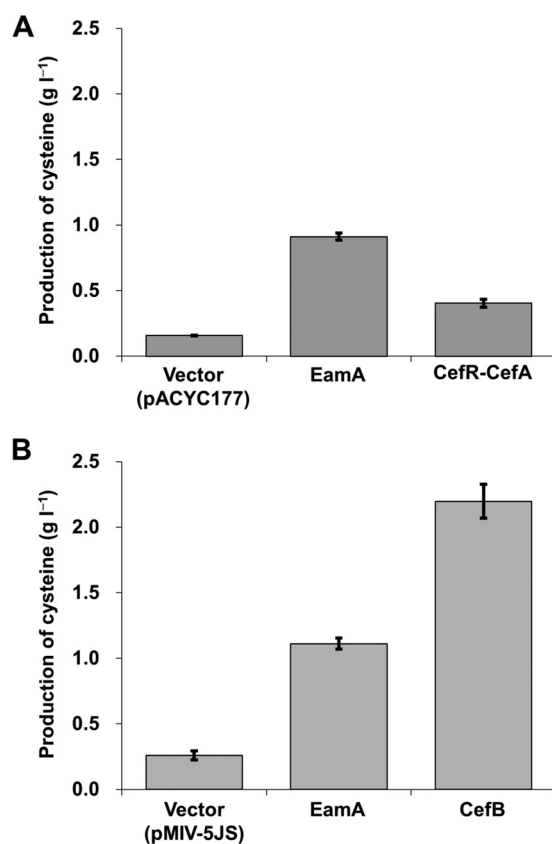 A
Production of cysteine (g l⁻¹)
2.5
2.0
1.5
1.0
0.5
0.0
Vector
(pACYC177)
EamA
CefR-CefA
B
Production of cysteine (g l⁻¹)
2.5
2.0
1.5
1.0
0.5
0.0
Vector
(pMIV-5JS)
EamA
CefB